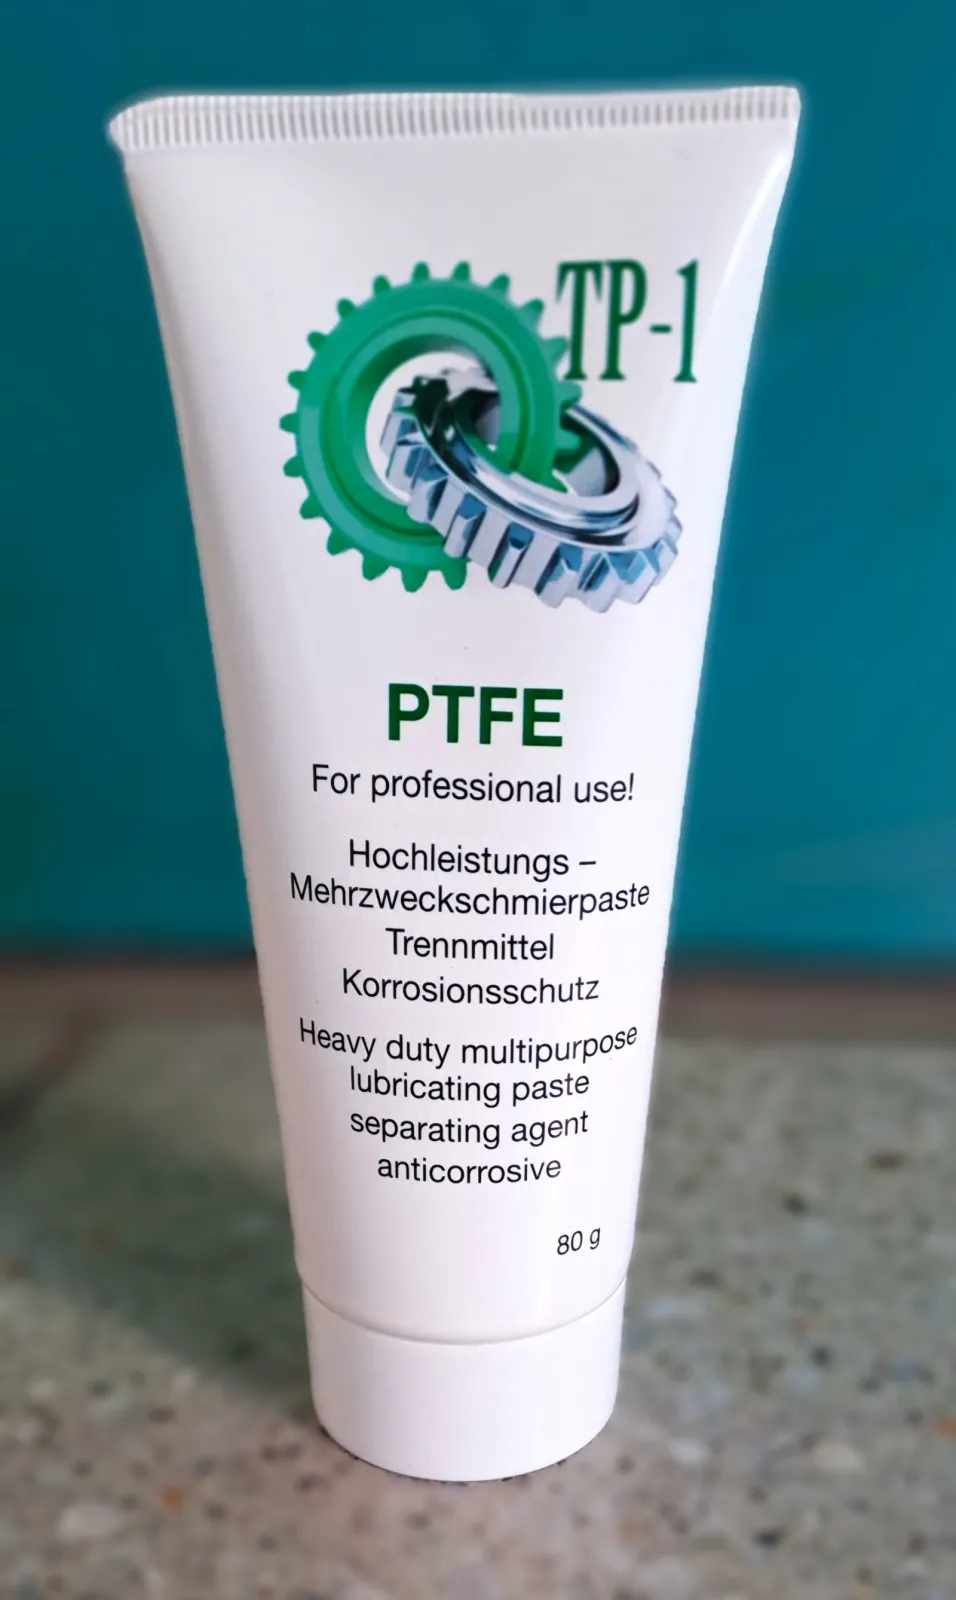 TP-1
PTFE
For professional use!
Hochleistungs –
Mehrzweckschmierpaste
Trennmittel
Korrosionsschutz
Heavy duty multipurpose
lubricating paste
separating agent
anticorrosive
80 g